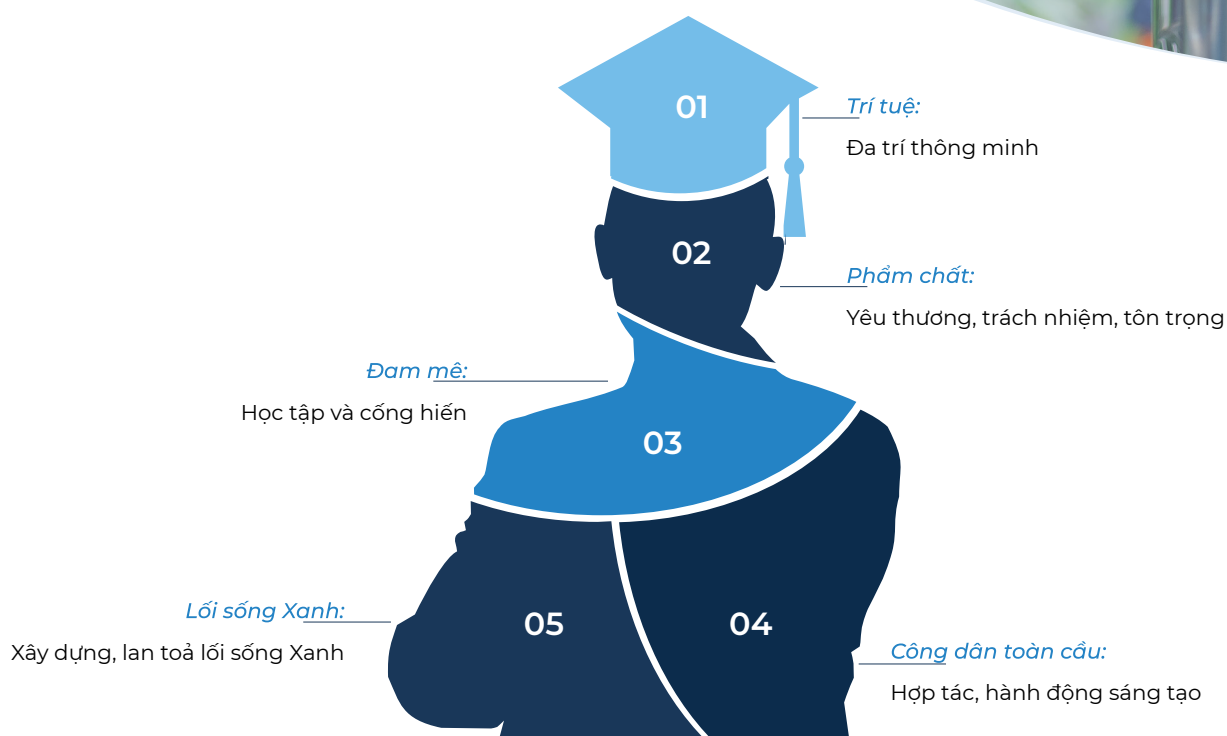 01
Trí tuệ:
Đa trí thông minh
02
Phẩm chất:
Yêu thương, trách nhiệm, tôn trọng
Đam mê:
Học tập và cống hiến
03
Lối sống Xanh:
Xây dựng, lan toả lối sống Xanh
05
04
Công dân toàn cầu:
Hợp tác, hành động sáng tạo